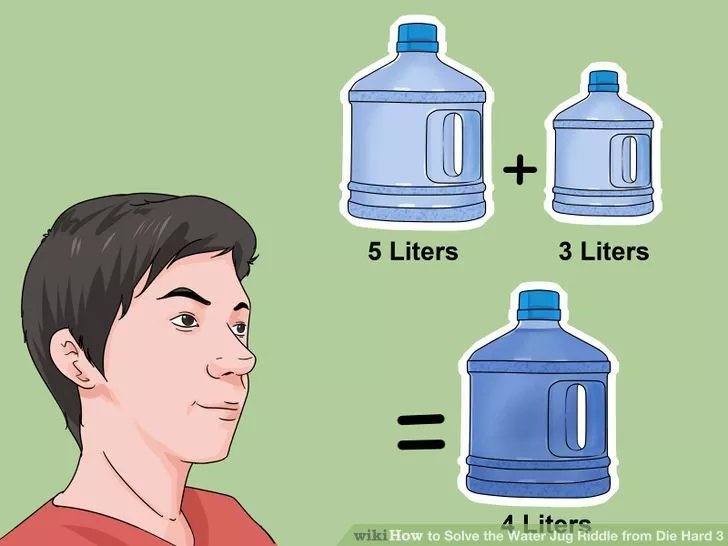 +
5 Liters 3 Liters
=
4 Liters
wikiHow to Solve the Water Jug Riddle from Die Hard 3